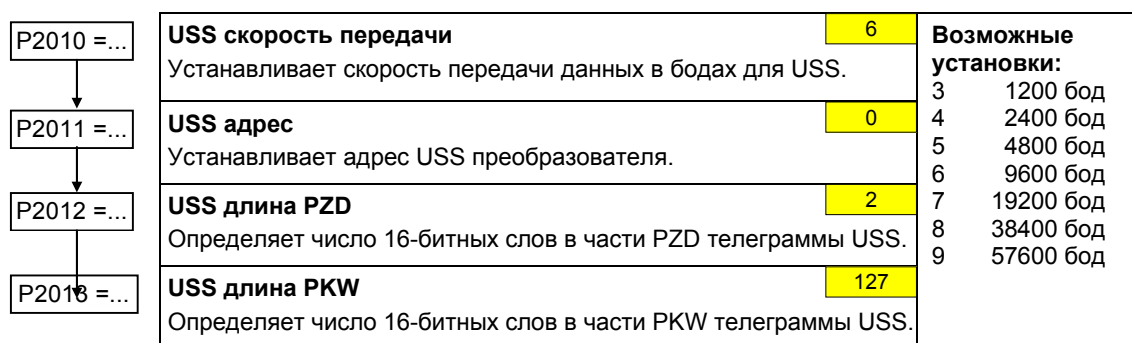 P2010 =...
USS скорость передачи
6
Устанавливает скорость передачи данных в бодах для USS.
P2011 =...
USS адрес
0
Устанавливает адрес USS преобразователя.
P2012 =...
USS длина PZD
2
Определяет число 16-битных слов в части PZD телеграммы USS.
P2013 =...
USS длина PKW
127
Определяет число 16-битных слов в части PKW телеграммы USS.
Возможные
установки:
3 1200 бод
4 2400 бод
5 4800 бод
6 9600 бод
7 19200 бод
8 38400 бод
9 57600 бод